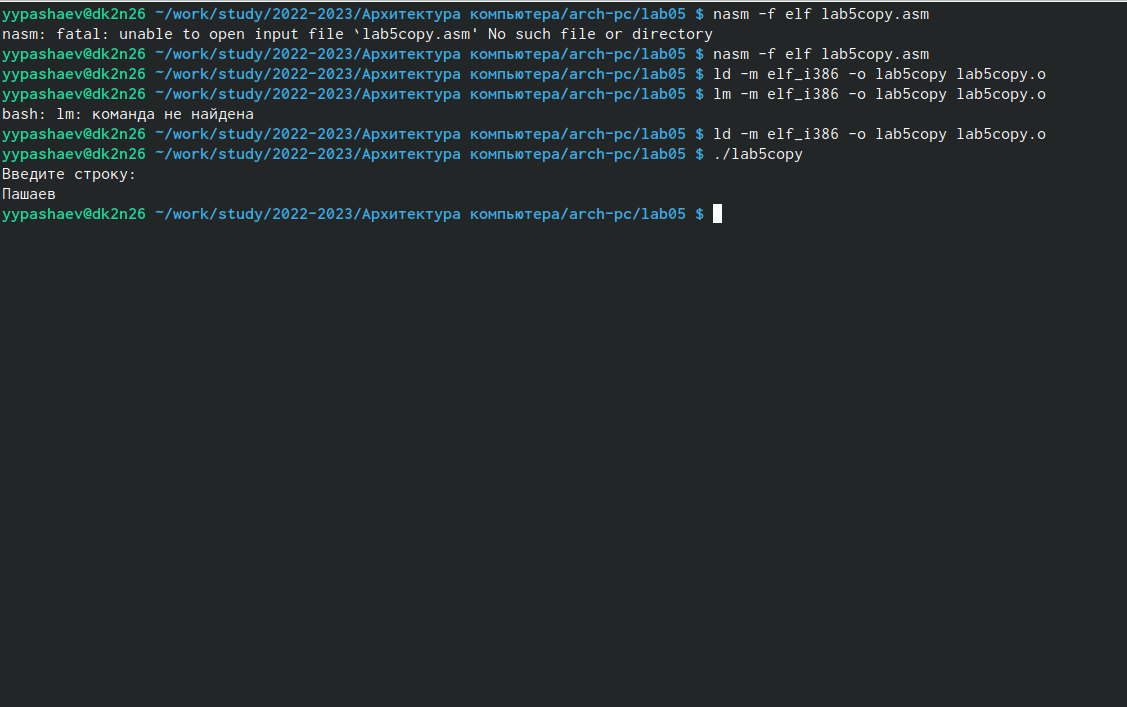 yypashaev@dk2n26 ~/work/study/2022-2023/Архитектура компьютера/arch-pc/lab05 $ nasm -f elf lab5copy.asm
nasm: fatal: unable to open input file `lab5copy.asm' No such file or directory
yypashaev@dk2n26 ~/work/study/2022-2023/Архитектура компьютера/arch-pc/lab05 $ nasm -f elf lab5copy.asm
yypashaev@dk2n26 ~/work/study/2022-2023/Архитектура компьютера/arch-pc/lab05 $ ld -m elf_i386 -o lab5copy lab5copy.o
yypashaev@dk2n26 ~/work/study/2022-2023/Архитектура компьютера/arch-pc/lab05 $ lm -m elf_i386 -o lab5copy lab5copy.o
bash: lm: команда не найдена
yypashaev@dk2n26 ~/work/study/2022-2023/Архитектура компьютера/arch-pc/lab05 $ ld -m elf_i386 -o lab5copy lab5copy.o
yypashaev@dk2n26 ~/work/study/2022-2023/Архитектура компьютера/arch-pc/lab05 $ ./lab5copy
Введите строку:
Пашаев
yypashaev@dk2n26 ~/work/study/2022-2023/Архитектура компьютера/arch-pc/lab05 $